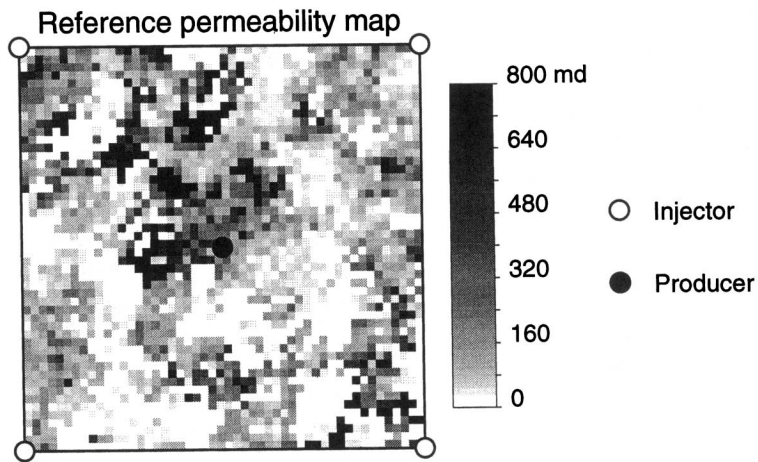 Reference permeability map
800 md
640
480
320
160
0
Injector
Producer